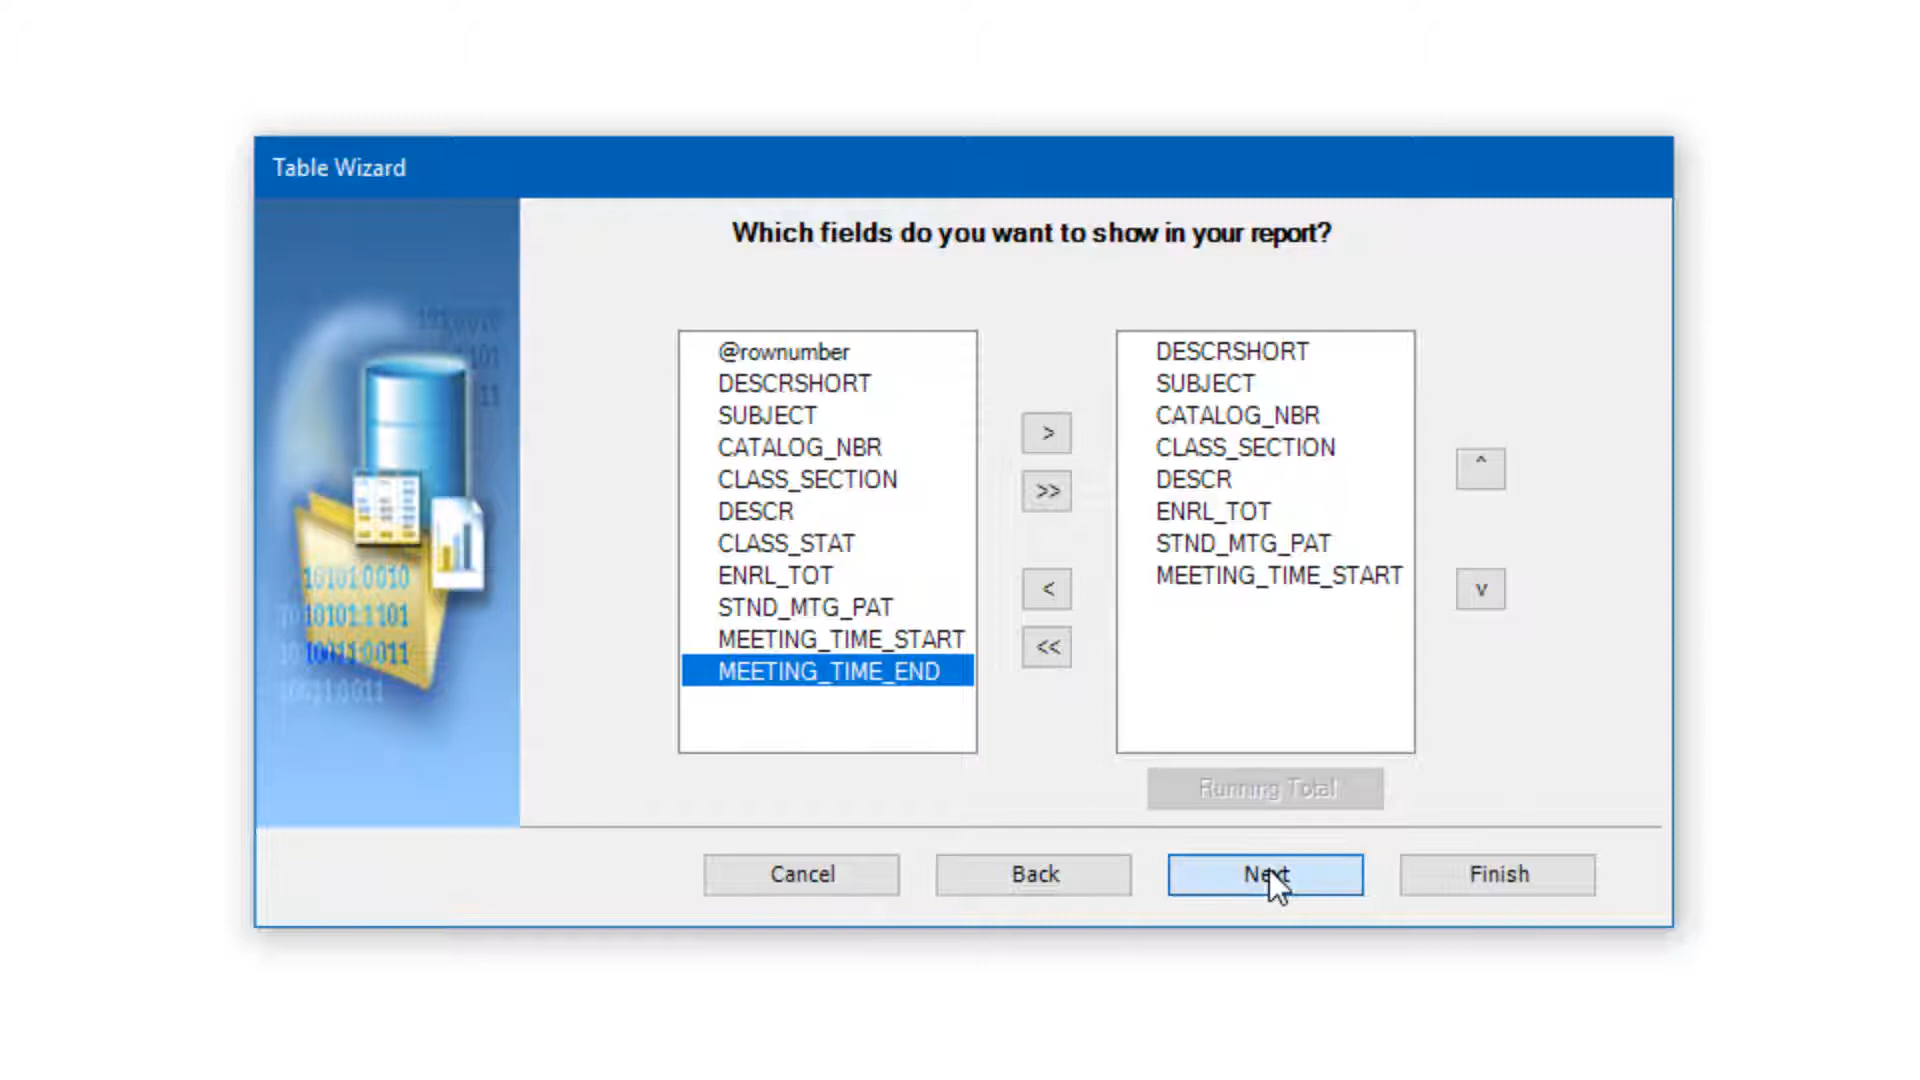 Table Wizard
Which fields do you want to show in your report?
@rownumber
DESCRSHORT
SUBJECT
CATALOG_NBR
CLASS_SECTION
DESCR
CLASS_STAT
ENRL_TOT
STND_MTG_PAT
MEETING_TIME_START
MEETING_TIME_END
>
>>
<
<<
DESCRSHORT
SUBJECT
CATALOG_NBR
CLASS_SECTION
DESCR
ENRL_TOT
STND_MTG_PAT
MEETING_TIME_START
^
v
Running Total
Cancel
Back
Next
Finish